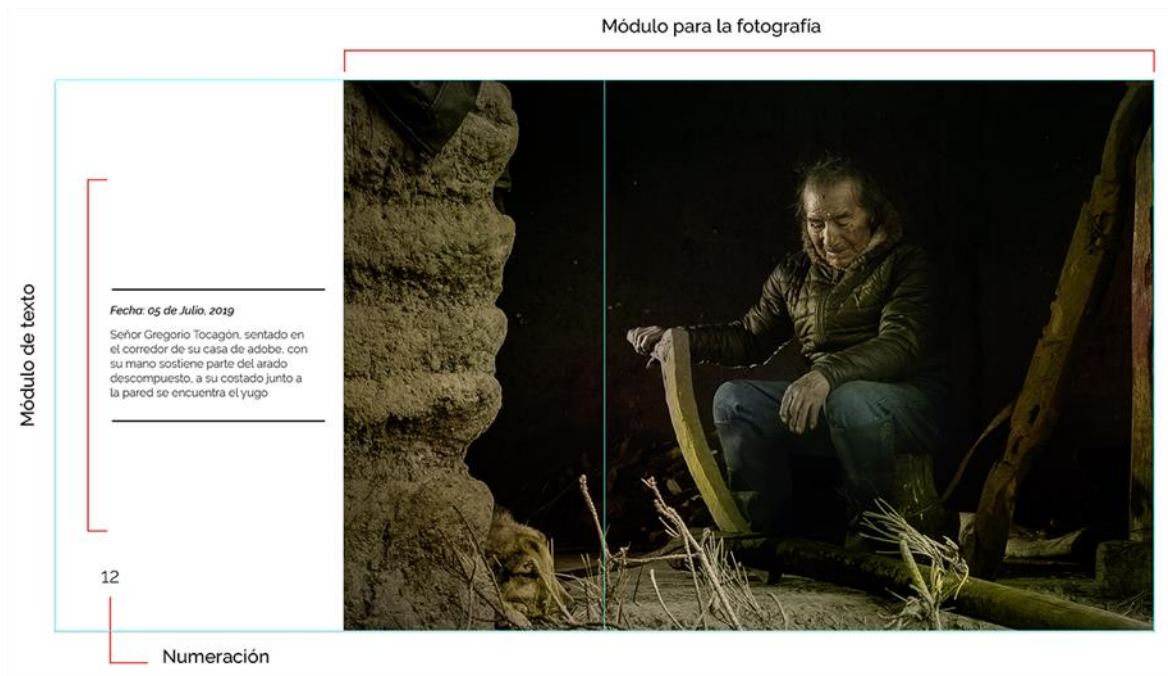 Módulo para la fotografía
Módulo de texto
Fecha: 05 de Julio, 2019
Señor Gregorio Tocagón, sentado en
el corredor de su casa de adobe, con
su mano sostiene parte del arado
descompuesto, a su costado junto a
la pared se encuentra el yugo
12
Numeración